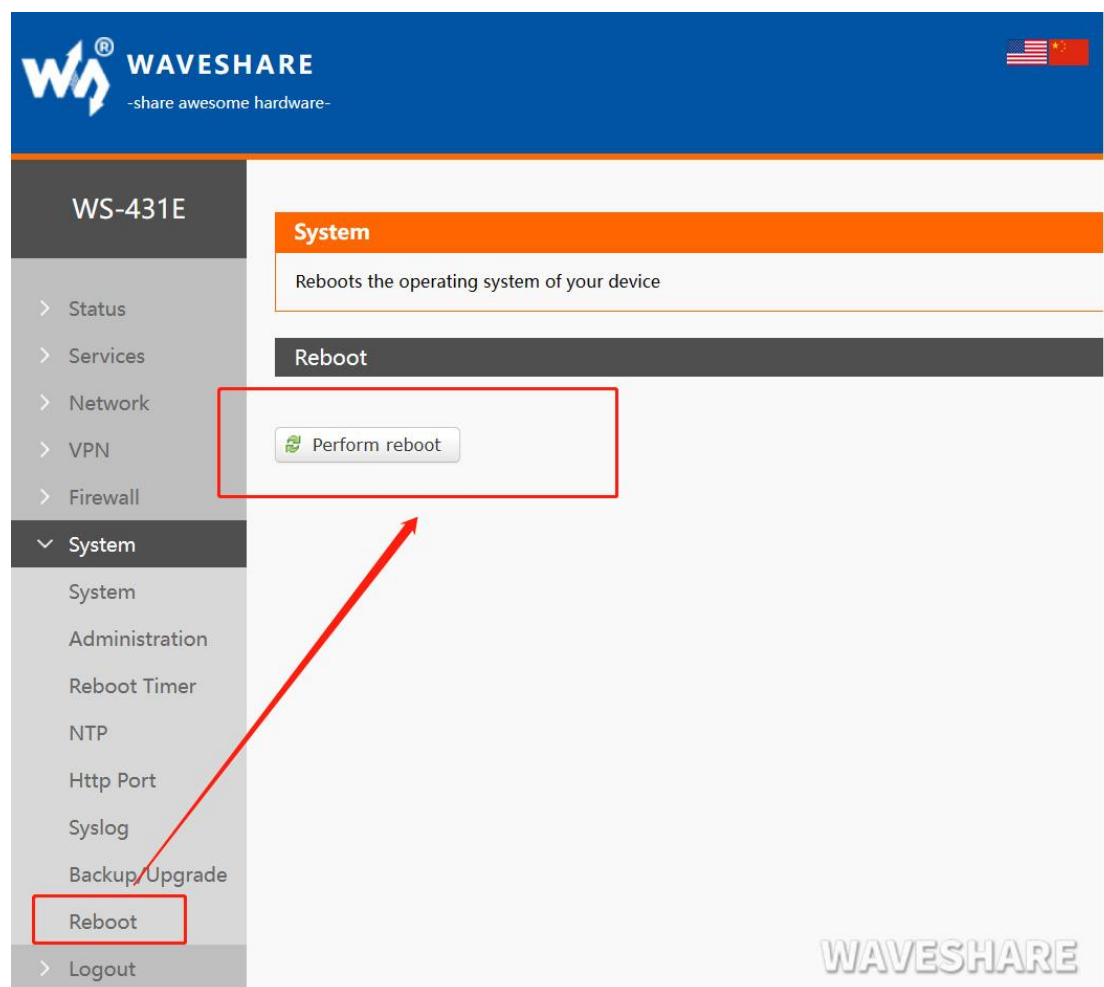 WAVESHARE
-share awesome hardware-
WS-431E
Status
Services
Network
VPN
Firewall
System
System
Administration
Reboot Timer
NTP
Http Port
Syslog
Backup/Upgrade
Reboot
Logout
System
Reboots the operating system of your device
Reboot
Perform reboot
WAVESHARE